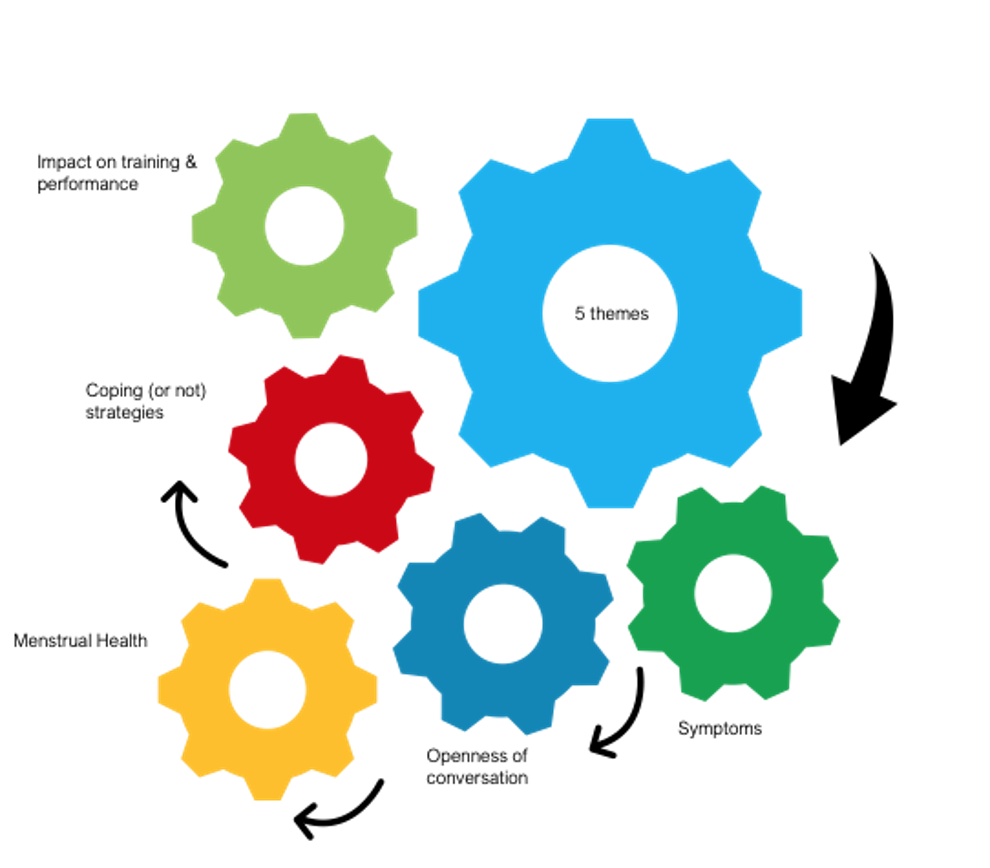 Impact on training &
performance
5 themes
Coping (or not)
strategies
Menstrual Health
Symptoms
Openness of
conversation